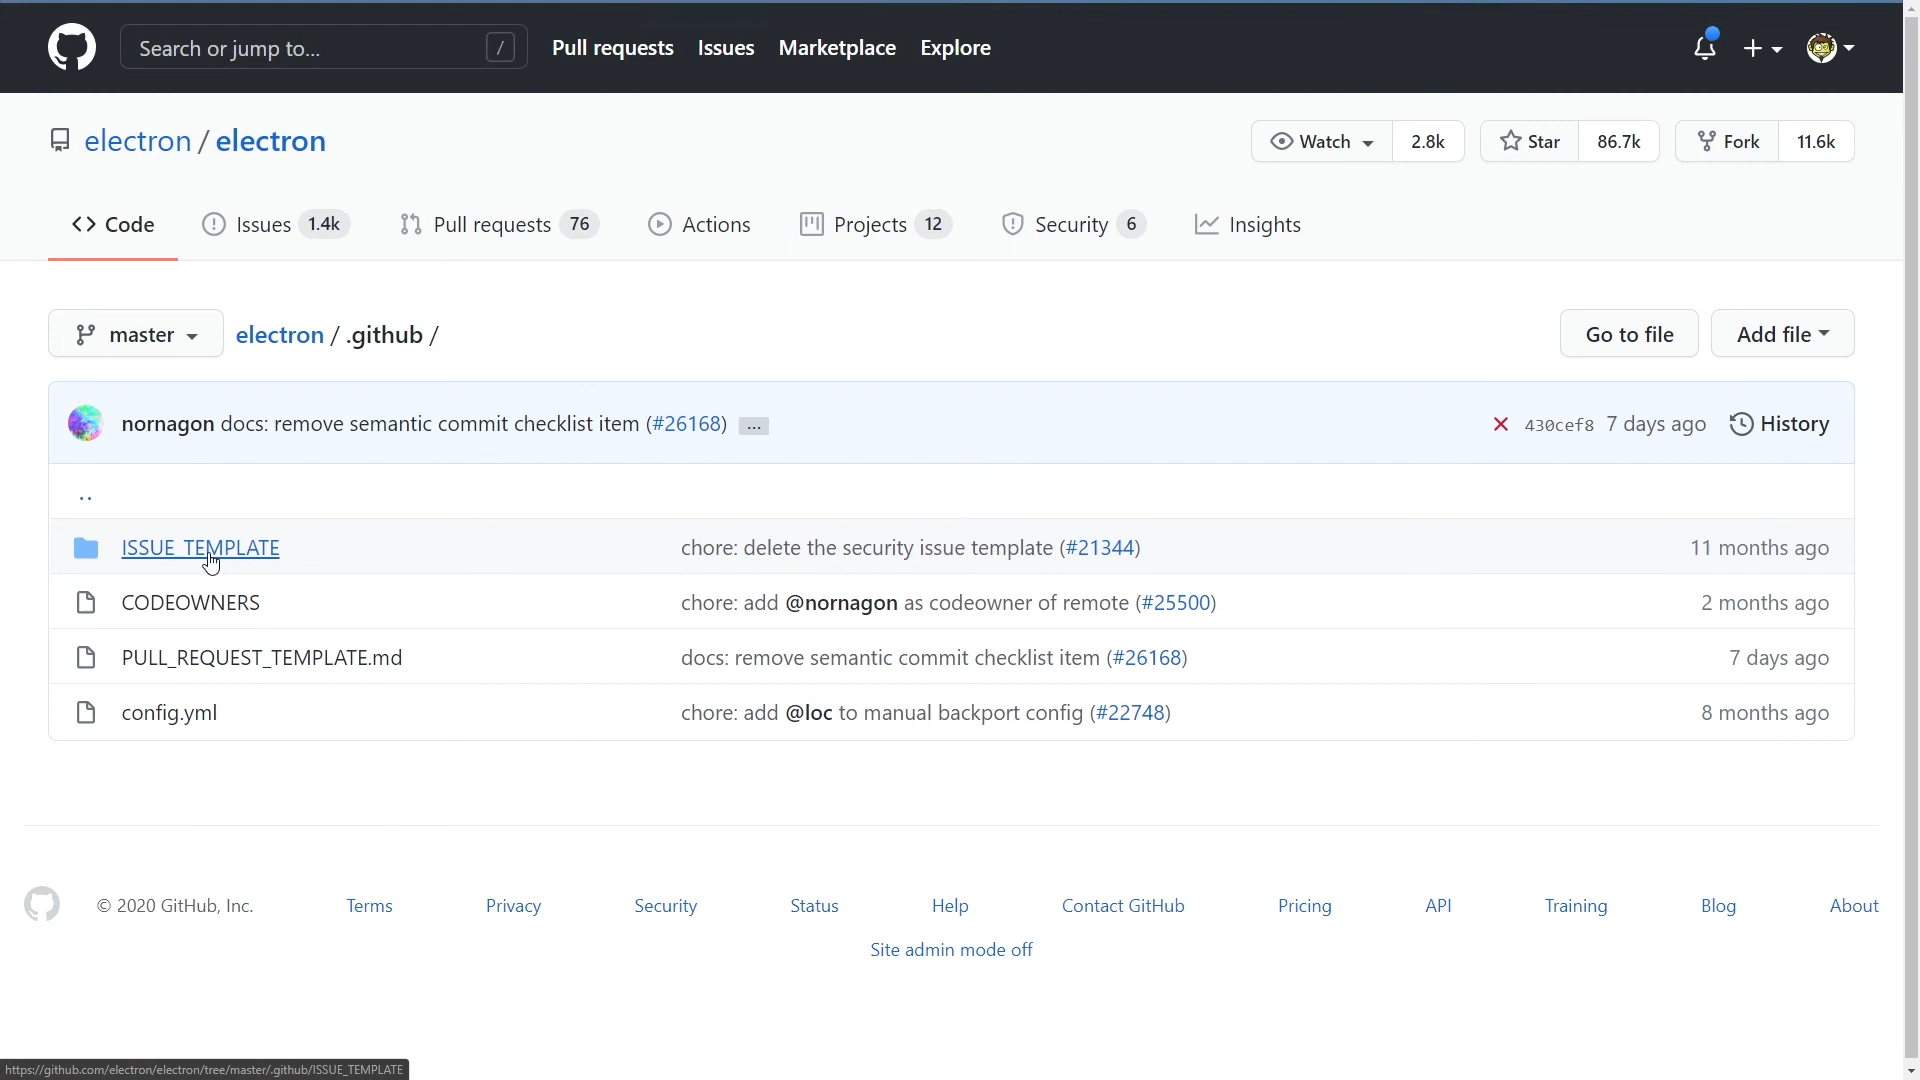 Search or jump to... /
Pull requests Issues Marketplace Explore
electron / electron
Watch 2.8k Star 86.7k Fork 11.6k
Code Issues 1.4k Pull requests 76 Actions Projects 12 Security 6 Insights
master electron / .github /
Go to file Add file
nornagon docs: remove semantic commit checklist item (#26168) ... 430cef8 7 days ago History
..
ISSUE_TEMPLATE chore: delete the security issue template (#21344) 11 months ago
CODEOWNERS chore: add @nornagon as codeowner of remote (#25500) 2 months ago
PULL_REQUEST_TEMPLATE.md docs: remove semantic commit checklist item (#26168) 7 days ago
config.yml chore: add @loc to manual backport config (#22748) 8 months ago
© 2020 GitHub, Inc. Terms Privacy Security Status Help Contact GitHub Pricing API Training Blog About
Site admin mode off
https://github.com/electron/electron/tree/master/.github/ISSUE_TEMPLATE